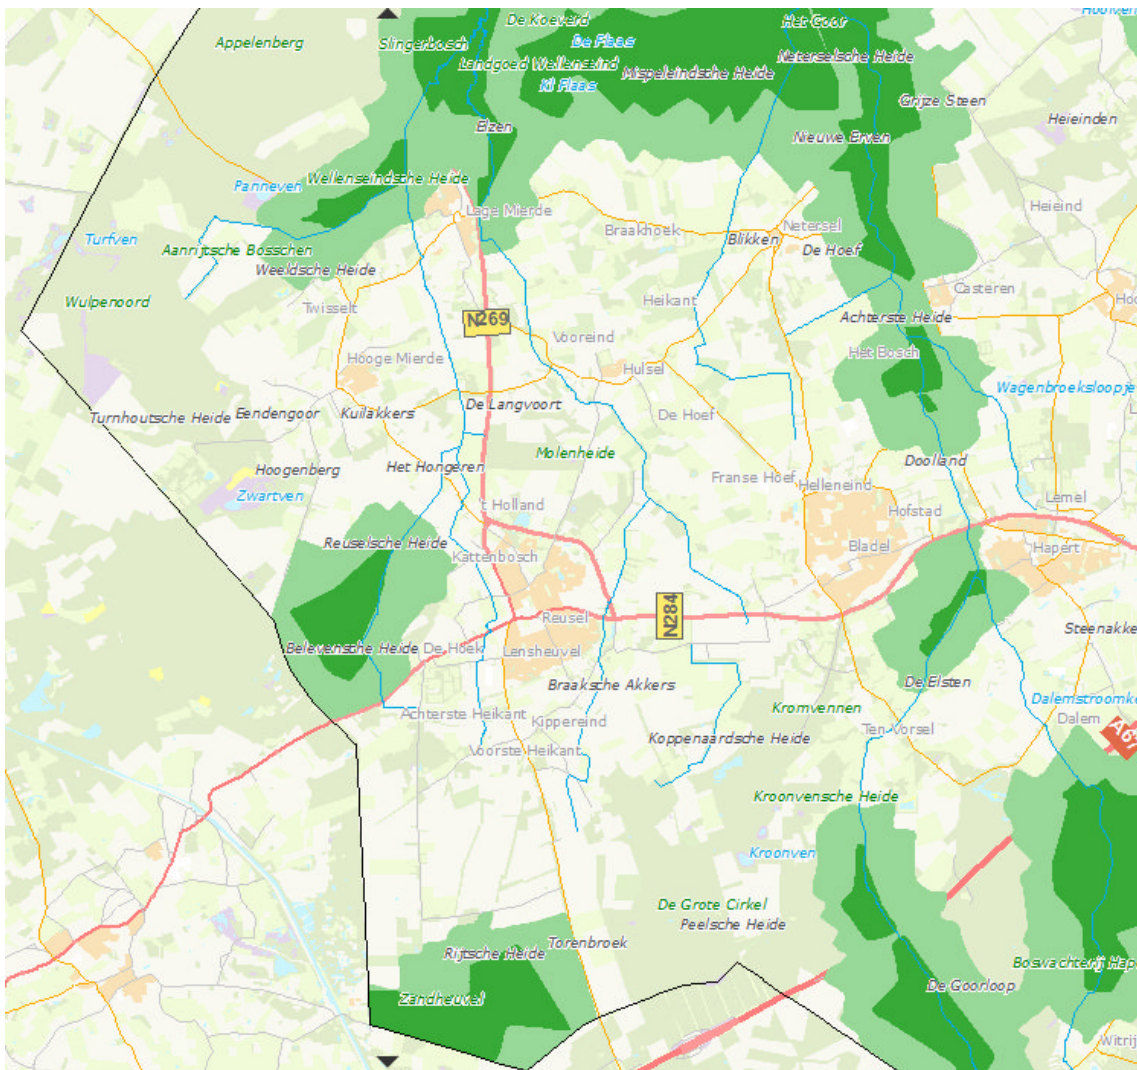 De Koeverd
Het Goor
Appelenberg
Slingerbosch
De Flaas
Landgoed Wellenseind
Neterselsche Heide
Mispeleindsche Heide
Kl Flaas
Grijze Steen
Heieinden
Elzen
Nieuwe Erven
Wellenseindsche Heide
Panneven
Lage Mierde
Heieind
Braakhoek
Netersel
Turfven
Blikken
Aanrijtsche Bosschen
De Hoef
Weeldsche Heide
Casteren
Wulpenoord
Heikant
Twisselt
N269
Achterste Heide
Vooreind
Het Bosch
Hooge Mierde
Hulsel
Wagenbroeksloopje
De Langvoort
Turnhoutsche Heide
Eendengoor
Kuilakkers
De Hoef
Molenheide
Doolland
Hoogenberg
Het Hongeren
Franse Hoef
Helleneind
Zwartven
't Holland
Lemel
Hofstad
Reuselsche Heide
Bladel
Hapert
Kattenbosch
N284
Reusel
Belevensche Heide
De Hoek
Lensheuvel
De Elsten
Braaksche Akkers
Kromvennen
Achterste Heikant
Kippereind
Ten Vorsel
Dalem
A67
Koppenaardsche Heide
Voorste Heikant
Kroonvensche Heide
Kroonven
De Grote Cirkel
Peelsche Heide
Torenbroek
Rijtsche Heide
De Goorloop
Zandheuvel